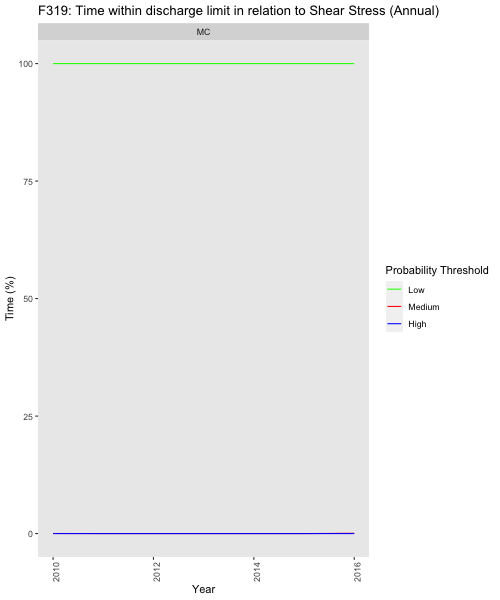 F319: Time within discharge limit in relation to Shear Stress (Annual)
MC
100
75
50
25
0
Time (%)
2010
2012
2014
2016
Year
Probability Threshold
Low
Medium
High